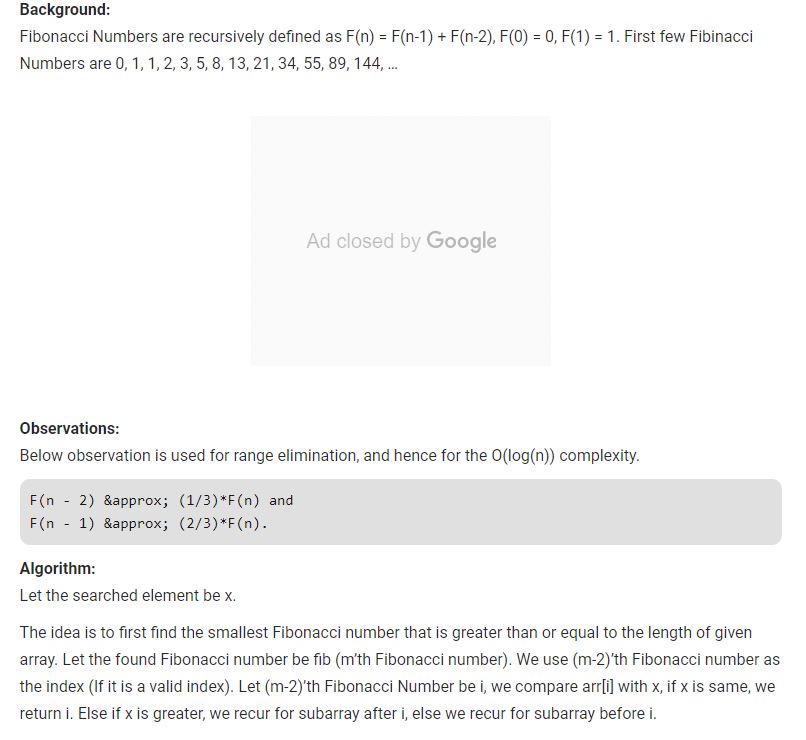 Background:
Fibonacci Numbers are recursively defined as F(n) = F(n-1) + F(n-2), F(0) = 0, F(1) = 1. First few Fibinacci
Numbers are 0, 1, 1, 2, 3, 5, 8, 13, 21, 34, 55, 89, 144, …
Ad closed by Google
Observations:
Below observation is used for range elimination, and hence for the O(log(n)) complexity.
F(n - 2) &approx; (1/3)*F(n) and
F(n - 1) &approx; (2/3)*F(n).
Algorithm:
Let the searched element be x.
The idea is to first find the smallest Fibonacci number that is greater than or equal to the length of given
array. Let the found Fibonacci number be fib (m’th Fibonacci number). We use (m-2)’th Fibonacci number as
the index (If it is a valid index). Let (m-2)’th Fibonacci Number be i, we compare arr[i] with x, if x is same, we
return i. Else if x is greater, we recur for subarray after i, else we recur for subarray before i.